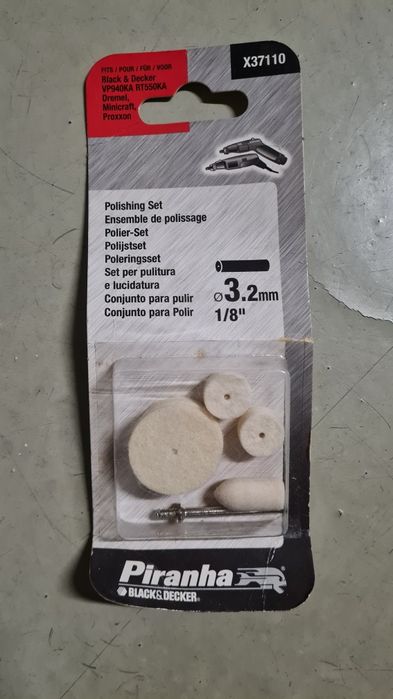 FITS / POUR / FÜR / VOOR
Black & Decker
VP940KA RT550KA
Dremel,
Minicraft,
Proxxon
X37110
Polishing Set
Ensemble de polissage
Polier-Set
Polijstset
Poleringsset
Set per pulitura
e lucidatura
Conjunto para pulir
Conjunto para Polir
Ø 3.2mm
1/8"
Piranha
BLACK&DECKER®